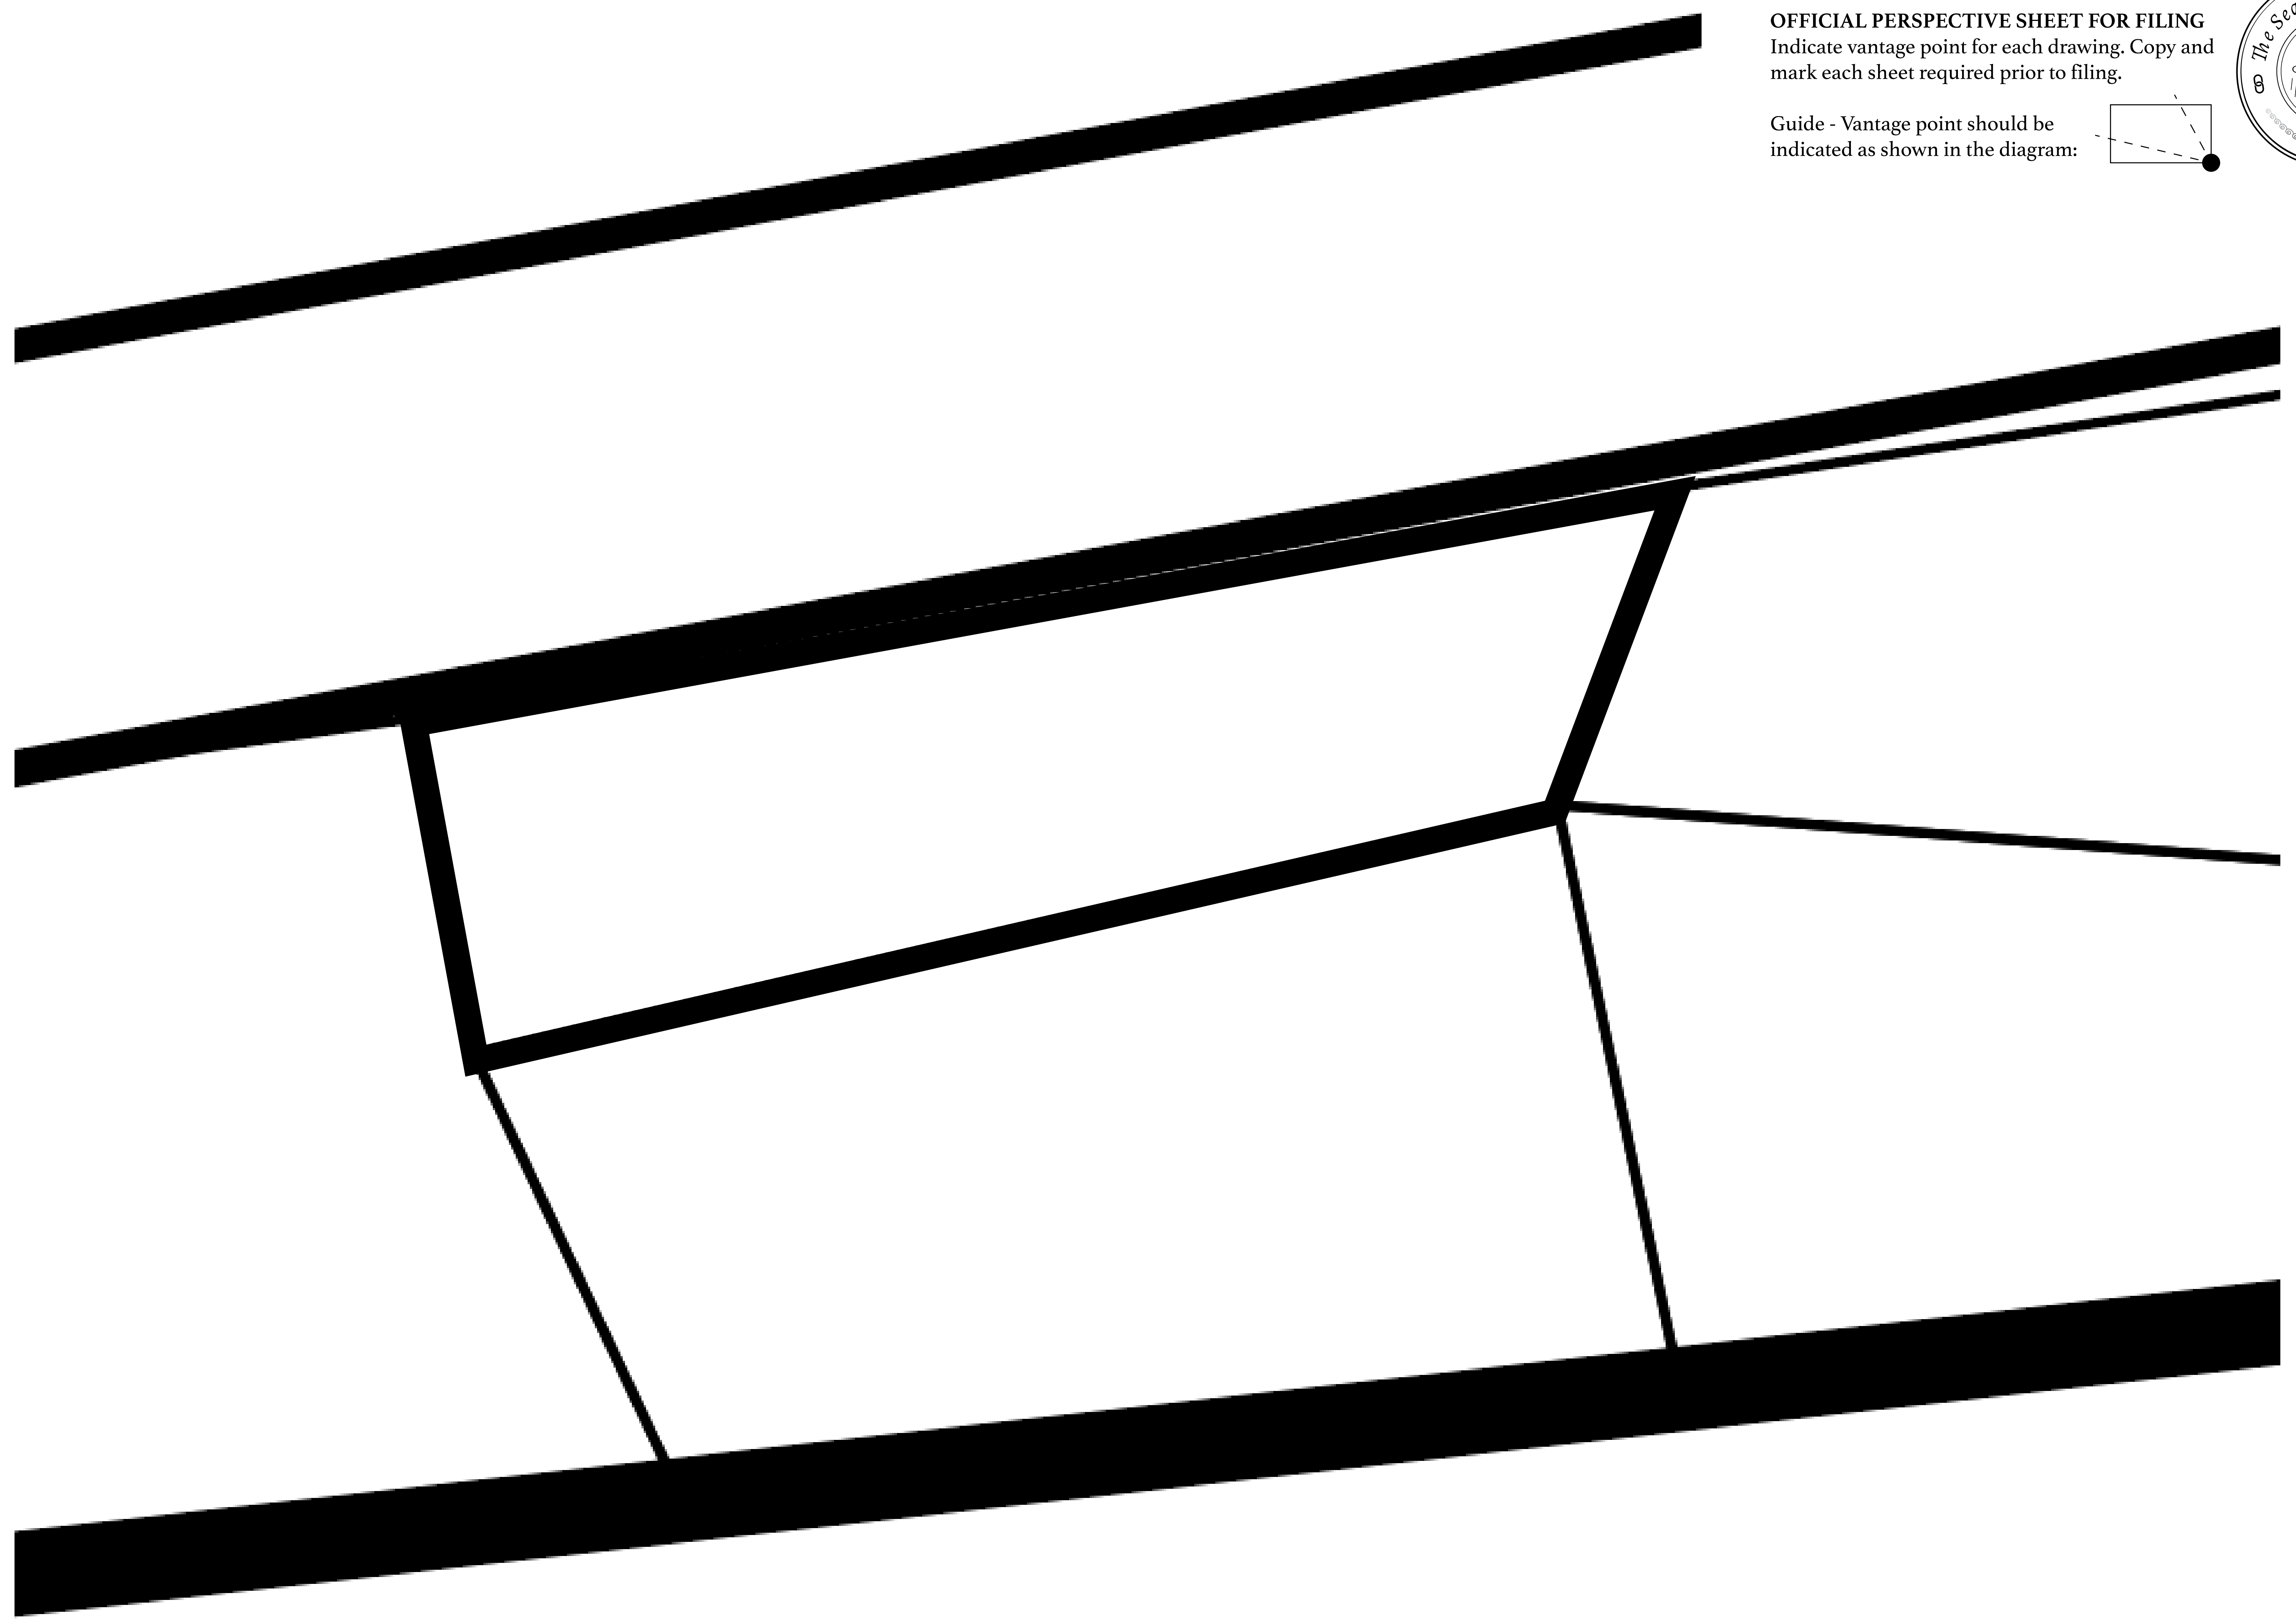 OFFICIAL PERSPECTIVE SHEET FOR FILING
Indicate vantage point for each drawing. Copy and
mark each sheet required prior to filing.
Guide - Vantage point should be
indicated as shown in the diagram:
The